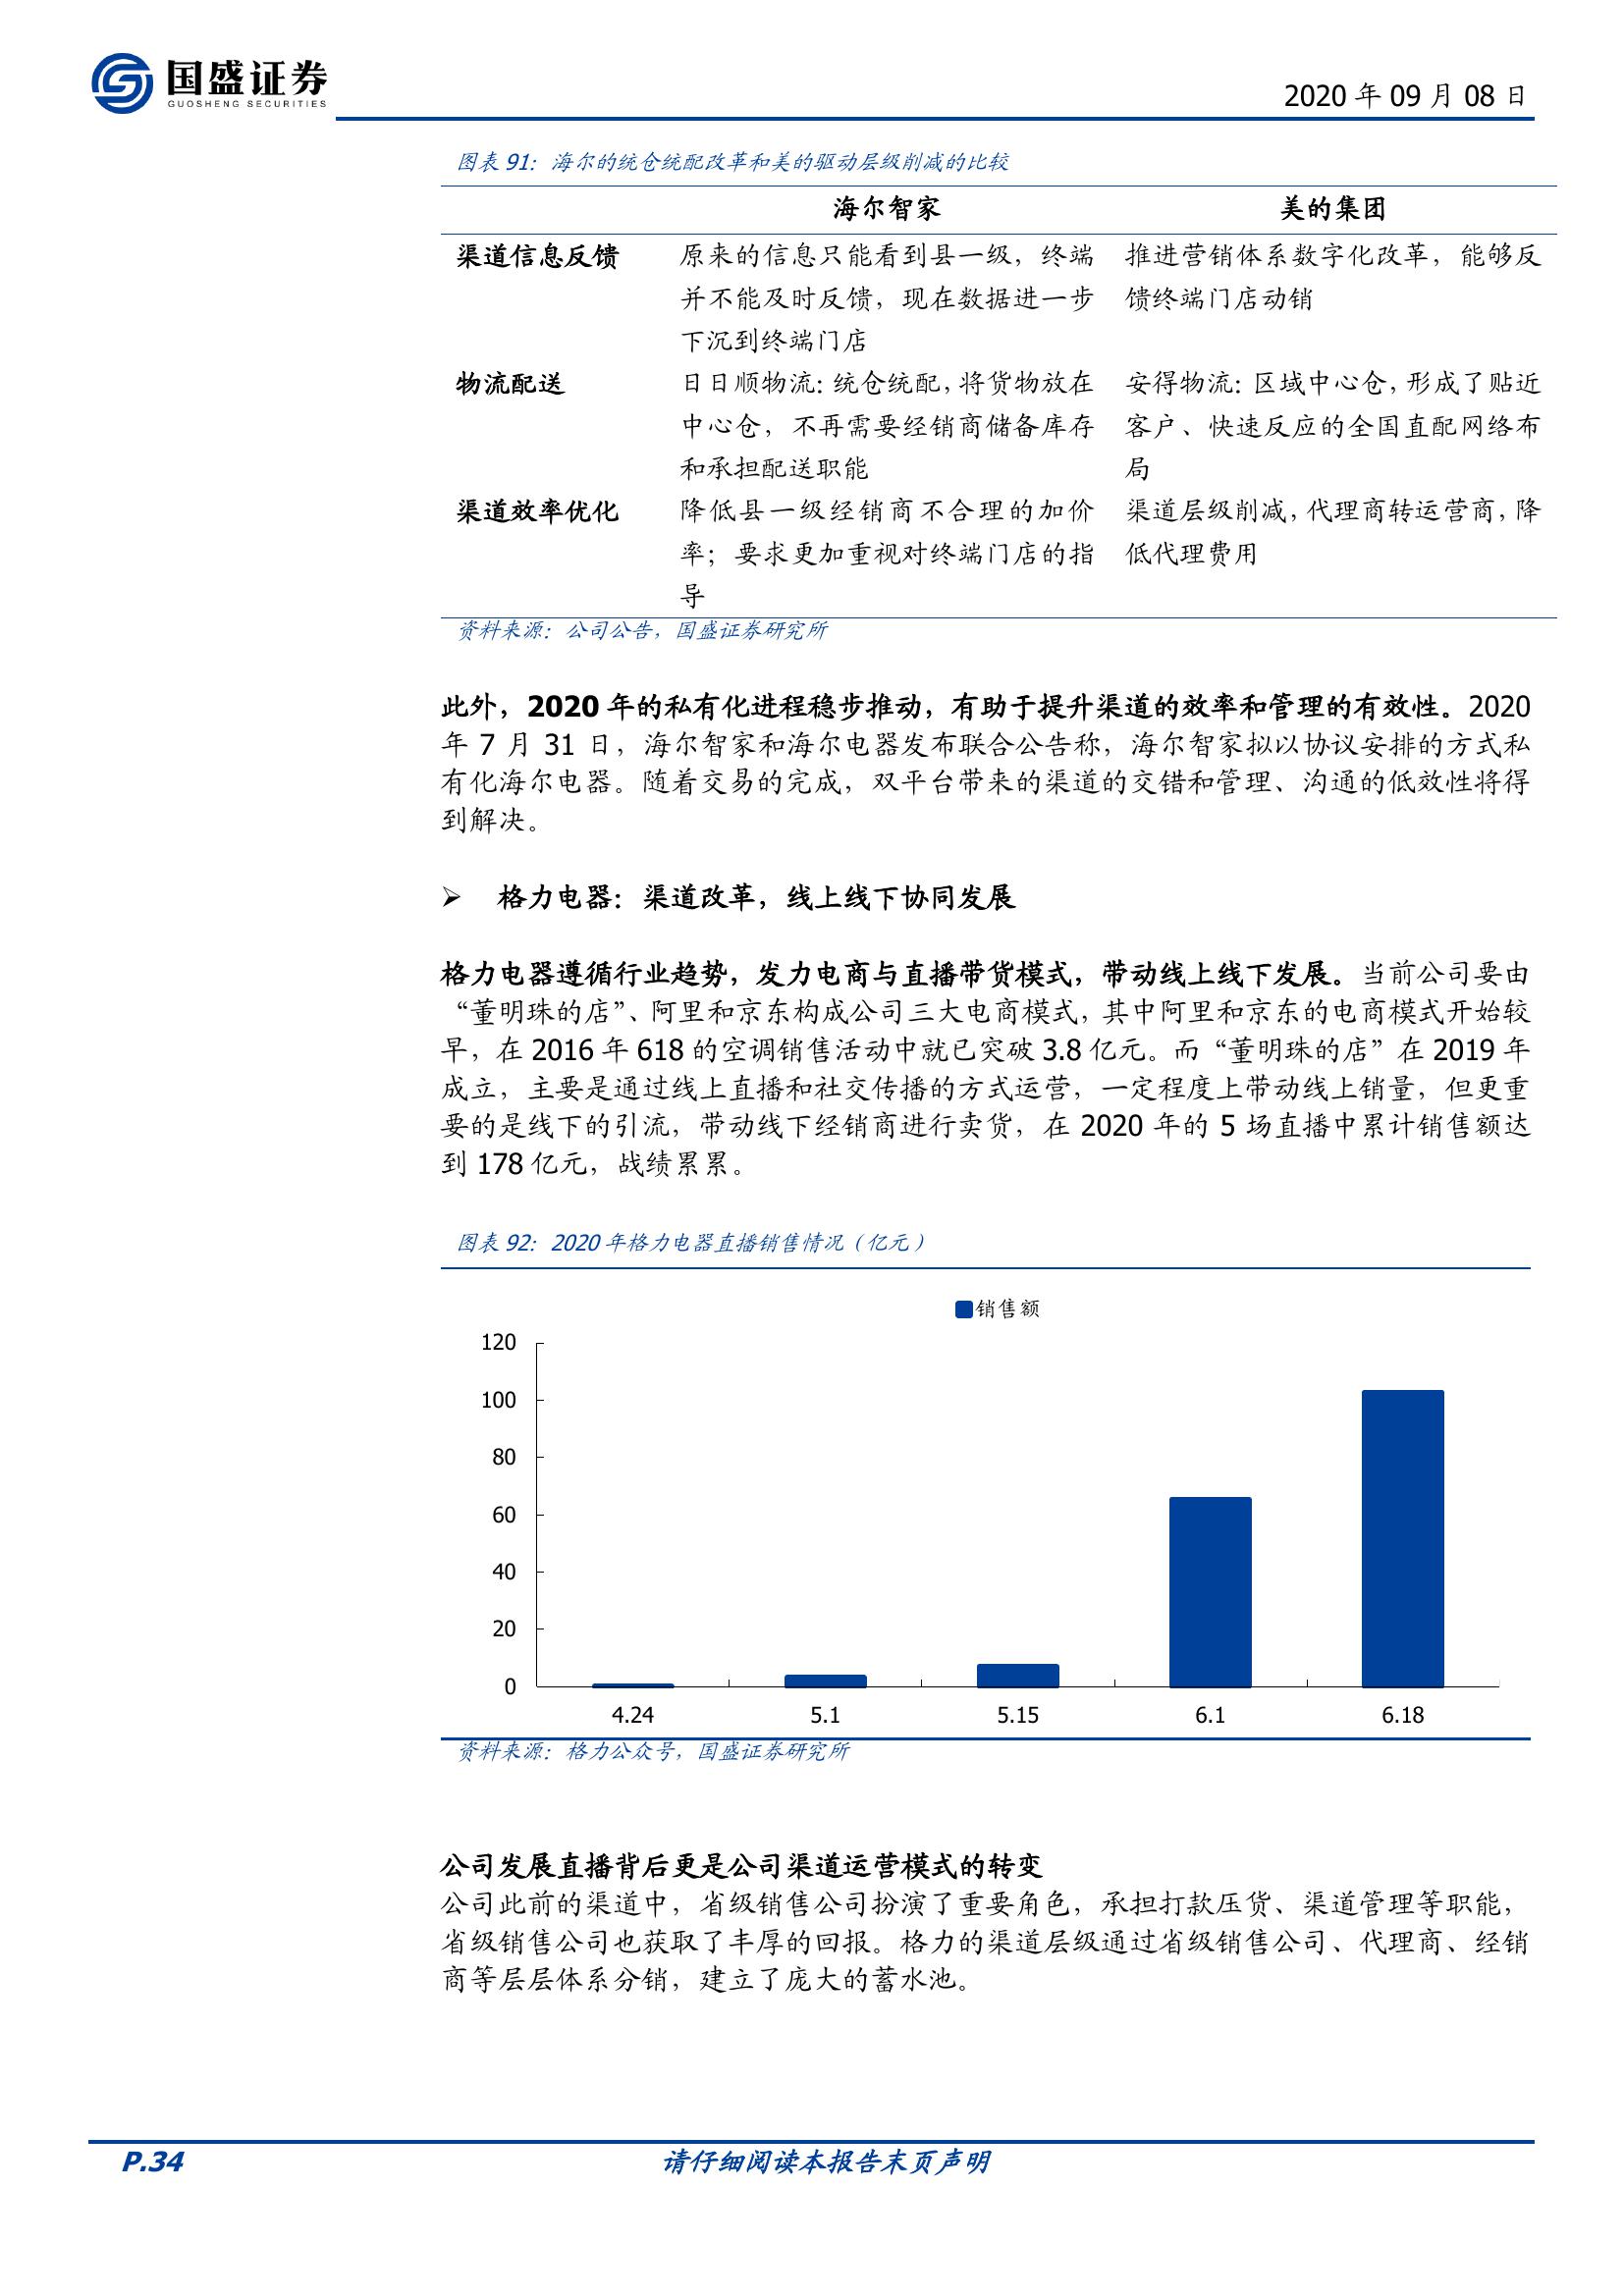 国盛证券
GUOSHENG SECURITIES
2020 年 09 月 08 日
图表 91：海尔的统仓统配改革和美的驱动层级削减的比较
海尔智家 美的集团
渠道信息反馈 原来的信息只能看到县一级，终端 推进营销体系数字化改革，能够反
并不能及时反馈，现在数据进一步 馈终端门店动销
下沉到终端门店
物流配送 日日顺物流：统仓统配，将货物放在 安得物流：区域中心仓，形成了贴近
中心仓，不再需要经销商储备库存 客户、快速反应的全国直配网络布
和承担配送职能 局
渠道效率优化 降低县一级经销商不合理的加价 渠道层级削减，代理商转运营商，降
率；要求更加重视对终端门店的指 低代理费用
导
资料来源：公司公告，国盛证券研究所
此外，2020 年的私有化进程稳步推动，有助于提升渠道的效率和管理的有效性。2020
年 7 月 31 日，海尔智家和海尔电器发布联合公告称，海尔智家拟以协议安排的方式私
有化海尔电器。随着交易的完成，双平台带来的渠道的交错和管理、沟通的低效性将得
到解决。
➢ 格力电器：渠道改革，线上线下协同发展
格力电器遵循行业趋势，发力电商与直播带货模式，带动线上线下发展。当前公司要由
“董明珠的店”、阿里和京东构成公司三大电商模式，其中阿里和京东的电商模式开始较
早，在 2016 年 618 的空调销售活动中就已突破 3.8 亿元。而“董明珠的店”在 2019 年
成立，主要是通过线上直播和社交传播的方式运营，一定程度上带动线上销量，但更重
要的是线下的引流，带动线下经销商进行卖货，在 2020 年的 5 场直播中累计销售额达
到 178 亿元，战绩累累。
图表 92：2020 年格力电器直播销售情况（亿元）
销售额
120
100
80
60
40
20
0
4.24 5.1 5.15 6.1 6.18
资料来源：格力公众号，国盛证券研究所
公司发展直播背后更是公司渠道运营模式的转变
公司此前的渠道中，省级销售公司扮演了重要角色，承担打款压货、渠道管理等职能，
省级销售公司也获取了丰厚的回报。格力的渠道层级通过省级销售公司、代理商、经销
商等层层体系分销，建立了庞大的蓄水池。
P.34 请仔细阅读本报告末页声明